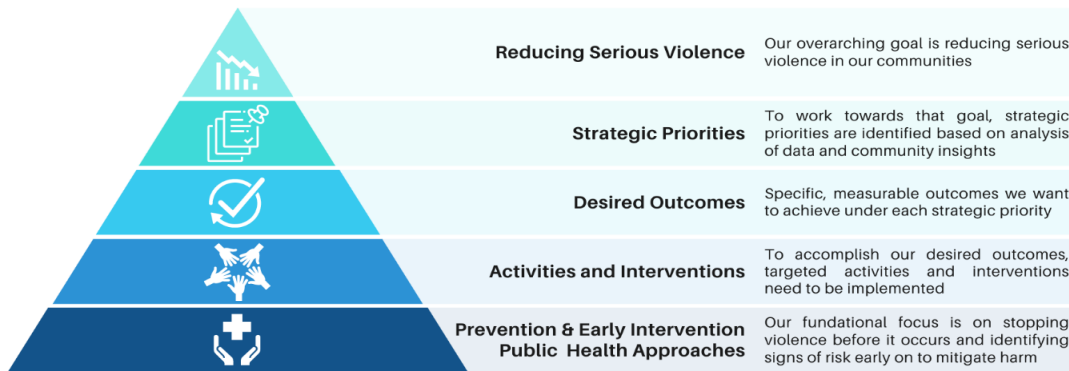 Reducing Serious Violence
Our overarching goal is reducing serious
violence in our communities
Strategic Priorities
To work towards that goal, strategic
priorities are identified based on analysis
of data and community insights
Desired Outcomes
Specific, measurable outcomes we want
to achieve under each strategic priority
Activities and Interventions
To accomplish our desired outcomes,
targeted activities and interventions
need to be implemented
Prevention & Early Intervention
Public Health Approaches
Our fundational focus is on stopping
violence before it occurs and identifying
signs of risk early on to mitigate harm